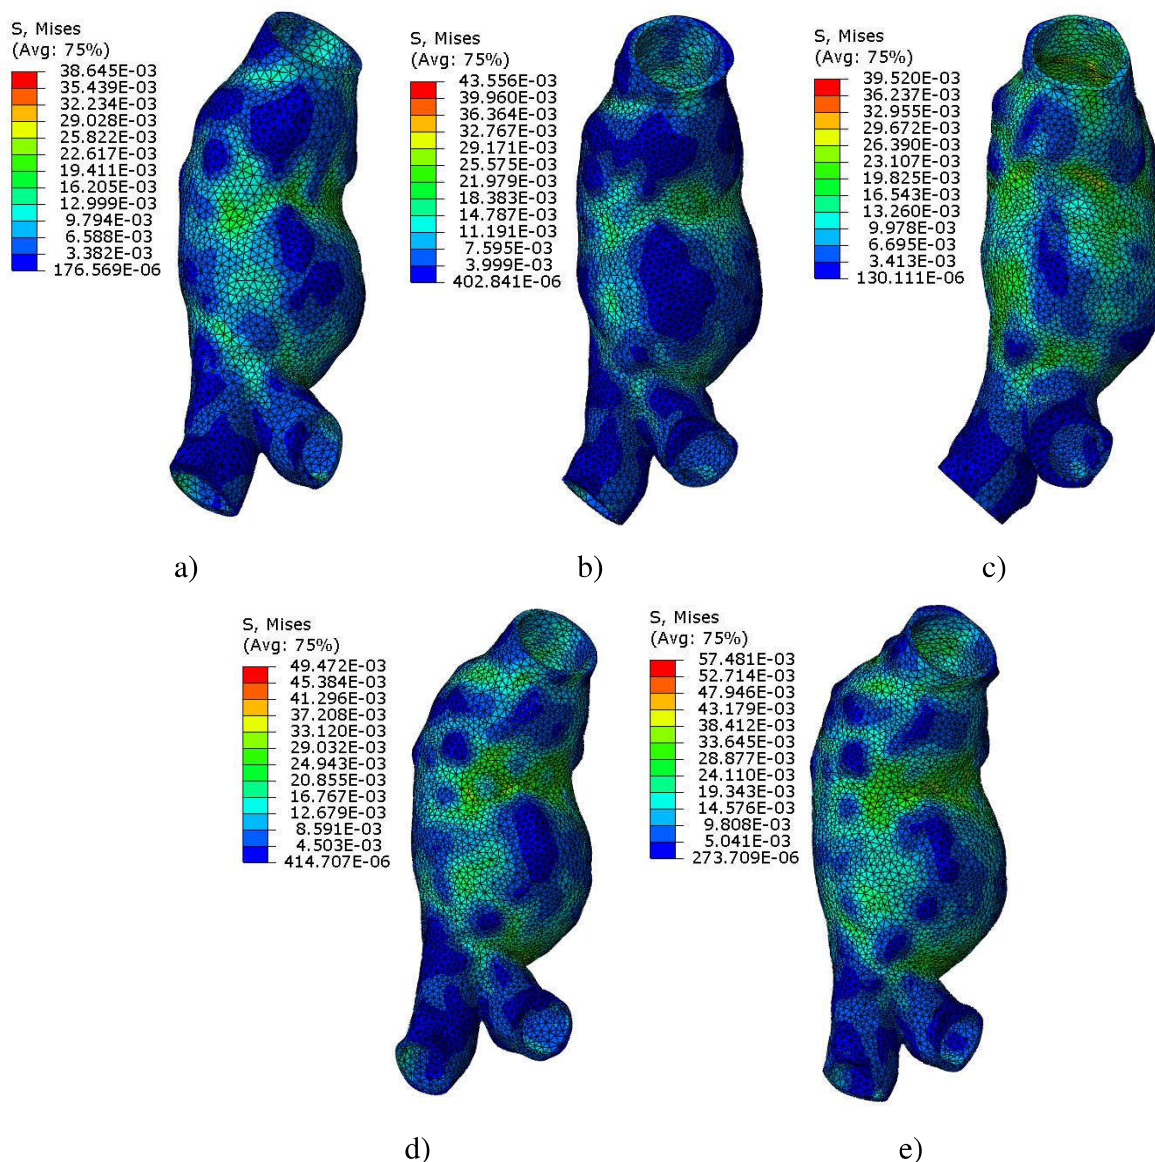 S, Mises
(Avg: 75%)
38.645E-03
35.439E-03
32.234E-03
29.028E-03
25.822E-03
22.617E-03
19.411E-03
16.205E-03
12.999E-03
9.794E-03
6.588E-03
3.382E-03
176.569E-06
a)
S, Mises
(Avg: 75%)
43.556E-03
39.960E-03
36.364E-03
32.767E-03
29.171E-03
25.575E-03
21.979E-03
18.383E-03
14.787E-03
11.191E-03
7.595E-03
3.999E-03
402.841E-06
b)
S, Mises
(Avg: 75%)
39.520E-03
36.237E-03
32.955E-03
29.672E-03
26.390E-03
23.107E-03
19.825E-03
16.543E-03
13.260E-03
9.978E-03
6.695E-03
3.413E-03
130.111E-06
c)
S, Mises
(Avg: 75%)
49.472E-03
45.384E-03
41.296E-03
37.208E-03
33.120E-03
29.032E-03
24.943E-03
20.855E-03
16.767E-03
12.679E-03
8.591E-03
4.503E-03
414.707E-06
d)
S, Mises
(Avg: 75%)
57.481E-03
52.714E-03
47.946E-03
43.179E-03
38.412E-03
33.645E-03
28.877E-03
24.110E-03
19.343E-03
14.576E-03
9.808E-03
5.041E-03
273.709E-06
e)